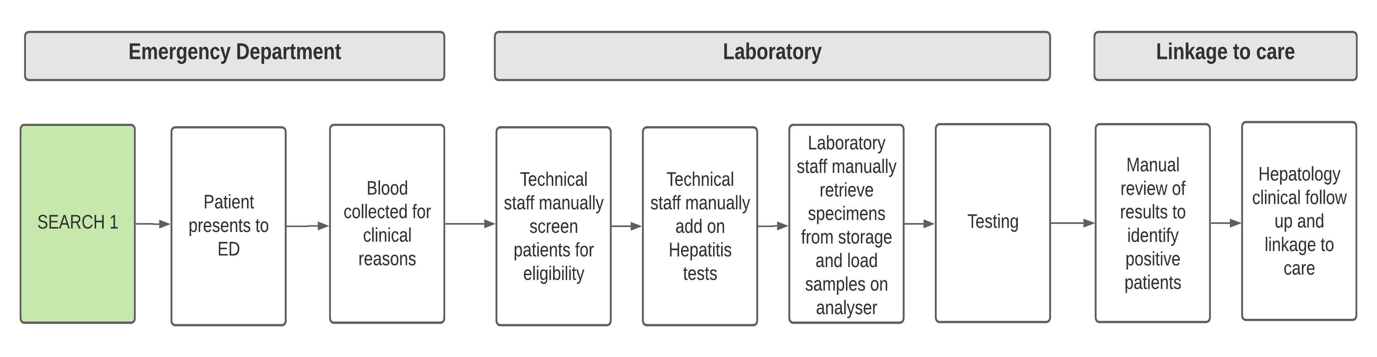 Emergency Department
Laboratory
Linkage to care
SEARCH 1
Patient
presents to
ED
Blood
collected for
clinical
reasons
Technical
staff manually
screen
patients for
eligibility
Technical
staff manually
add on
Hepatitis
tests
Laboratory
staff manually
retrieve
specimens
from storage
and load
samples on
analyser
Testing
Manual
review of
results to
identify
positive
patients
Hepatology
clinical follow
up and
linkage to
care